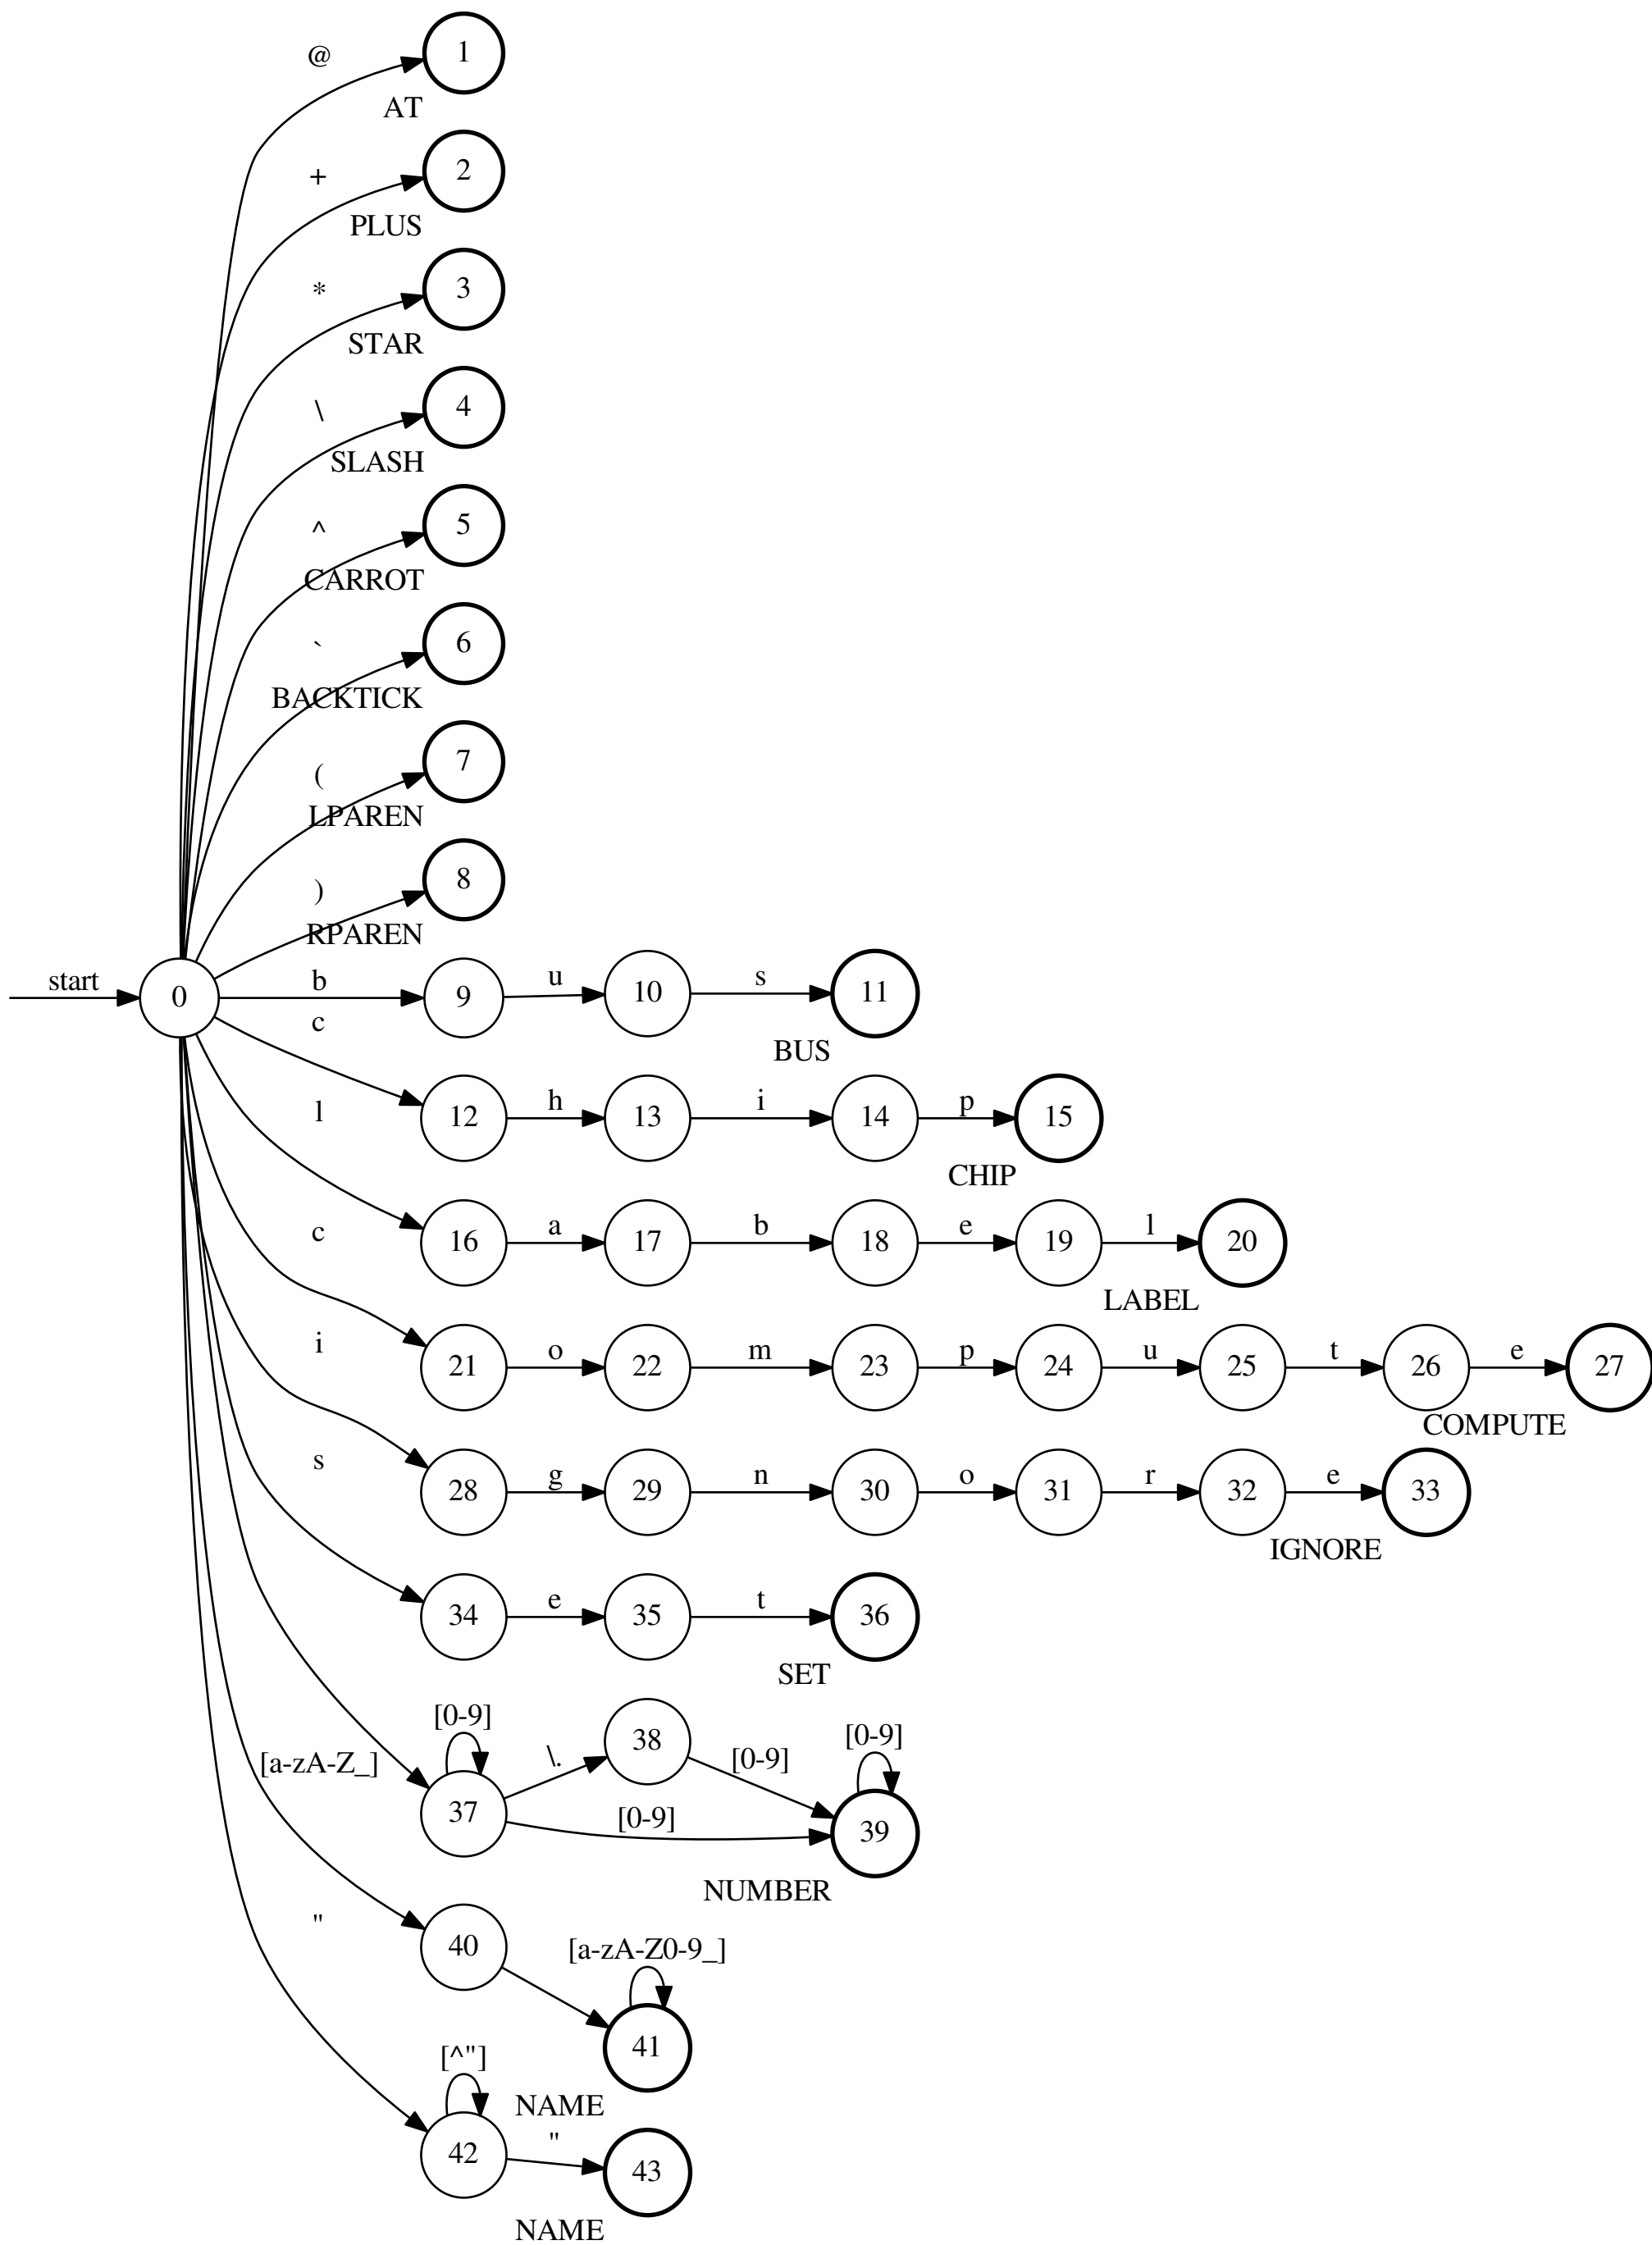 @
1
AT
+
2
PLUS
*
3
STAR
\
4
SLASH
^
5
CARROT
`
6
BACKTICK
(
7
LPAREN
)
8
RPAREN
start
0
b
9
u
10
s
11
BUS
c
12
h
13
i
14
p
15
CHIP
l
16
a
17
b
18
e
19
l
20
LABEL
c
21
o
22
m
23
p
24
u
25
t
26
e
27
COMPUTE
i
28
g
29
n
30
o
31
r
32
e
33
IGNORE
s
34
e
35
t
36
SET
[0-9]
37
\.
38
[0-9]
[0-9]
[0-9]
39
NUMBER
[a-zA-Z_]
40
[a-zA-Z0-9_]
41
NAME
"
[^"]
42
"
43
NAME